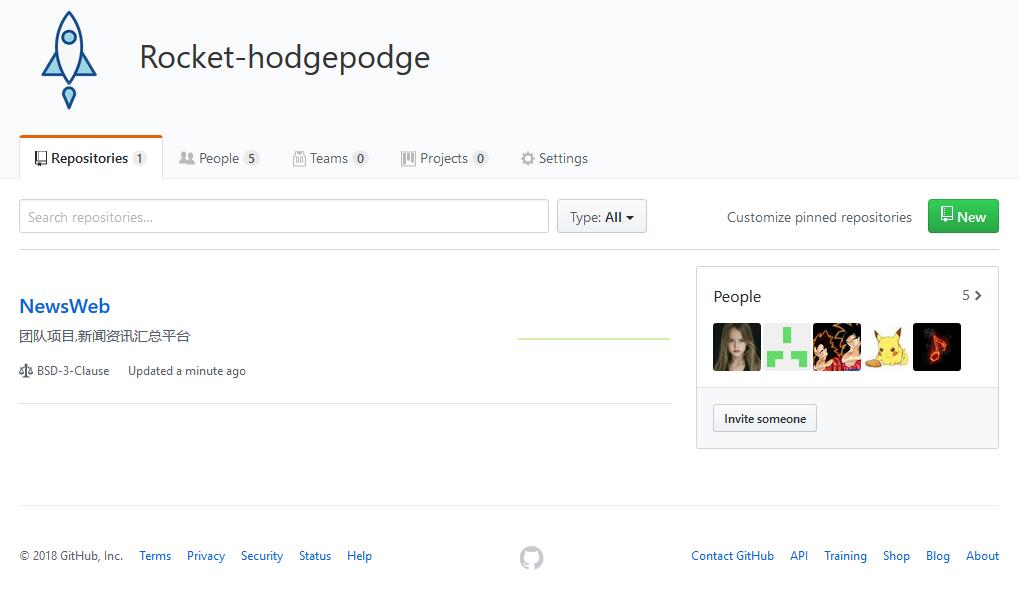 Rocket-hodgepodge
Repositories 1 People 5 Teams 0 Projects 0 Settings
Search repositories... Type: All Customize pinned repositories New
NewsWeb
团队项目,新闻资讯汇总平台
BSD-3-Clause Updated a minute ago
People 5
Invite someone
© 2018 GitHub, Inc. Terms Privacy Security Status Help Contact GitHub API Training Shop Blog About